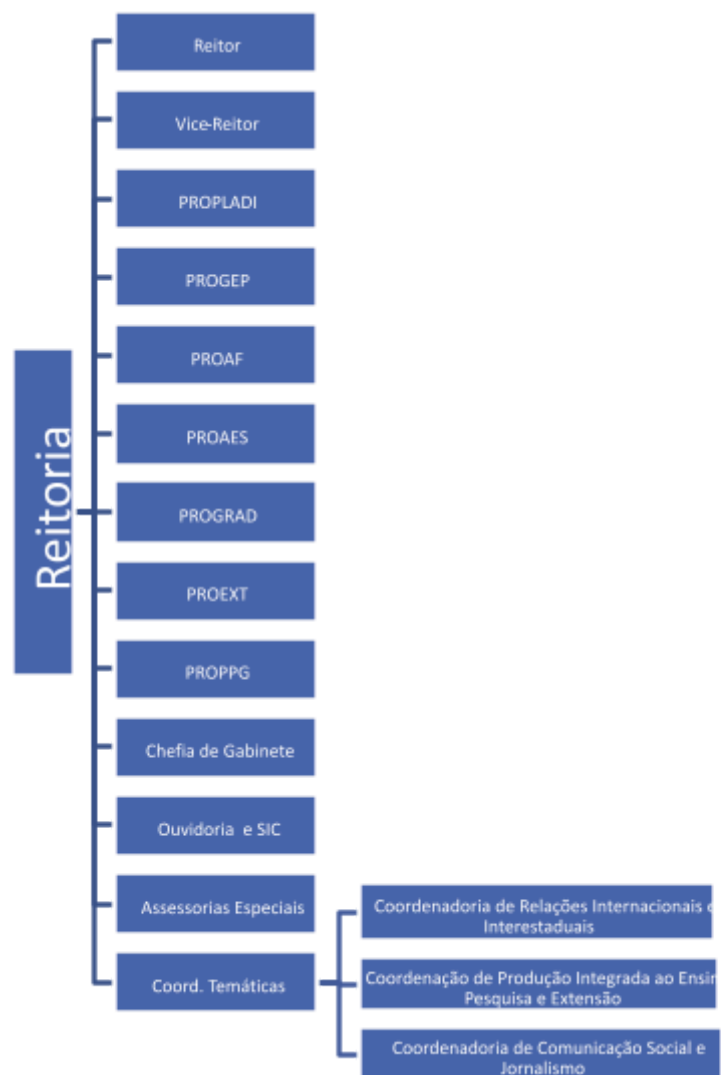 Reitoria
Reitor
Vice-Reitor
PROPLADI
PROGEP
PROAF
PROAES
PROGRAD
PROEXT
PROPPG
Chefia de Gabinete
Ouvidoria e SIC
Assessorias Especiais
Coord. Temáticas
Coordenadoria de Relações Internacionais e
Interestaduais
Coordenação de Produção Integrada ao
Pesquisa e Extensão
Coordenadoria de Comunicação Social e
Jornalismo